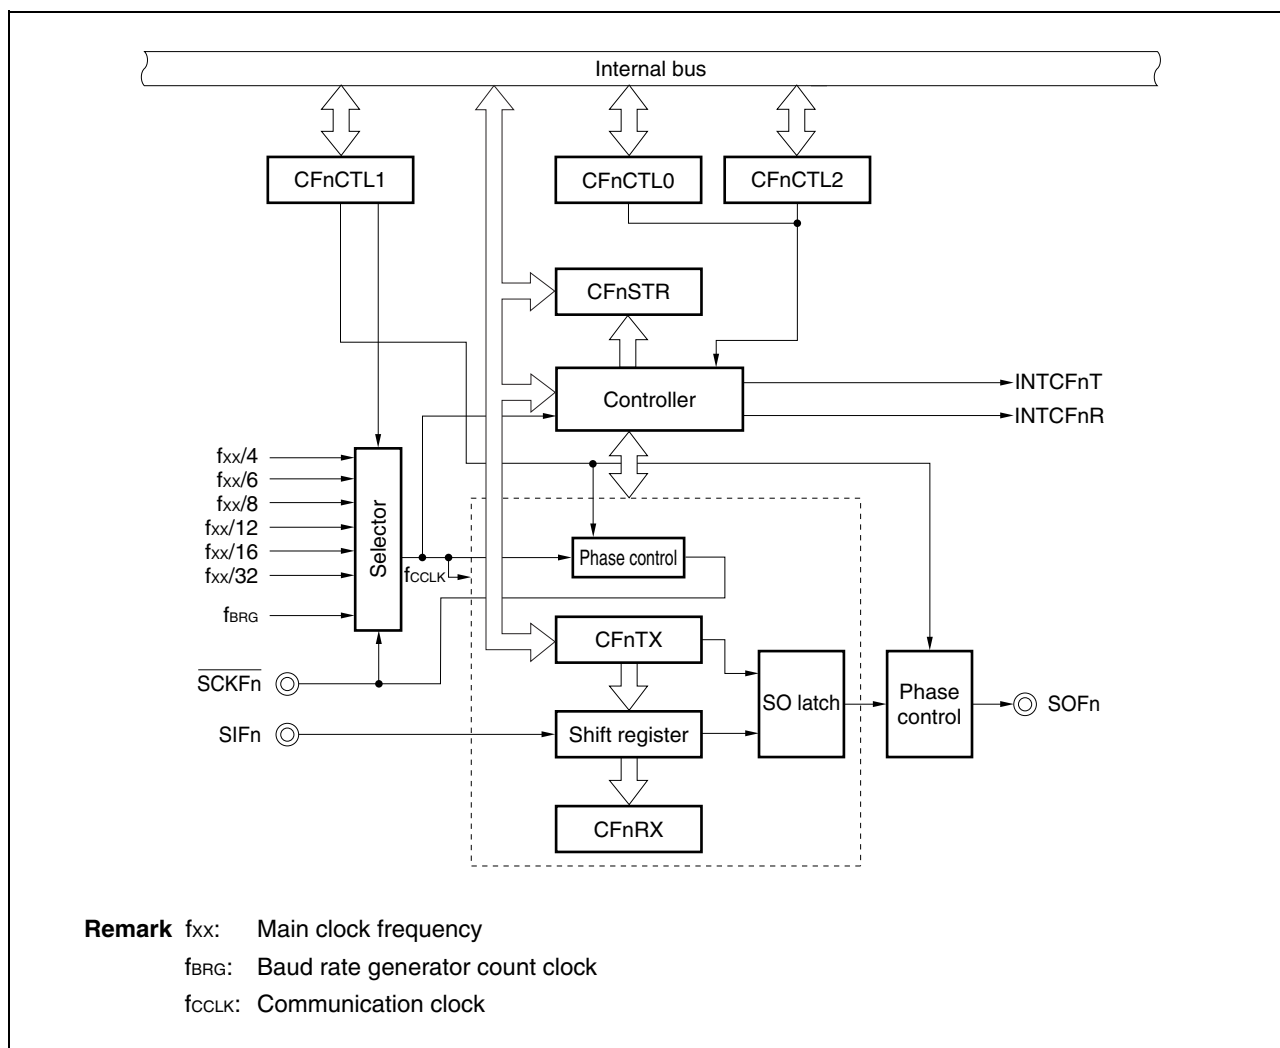 Internal bus
CFnCTL1
CFnCTL0
CFnCTL2
CFnSTR
Controller
INTCFnT
INTCFnR
fxx/4
fxx/6
fxx/8
fxx/12
fxx/16
fxx/32
fBRG
Selector
fCCLK
Phase control
SCKFn
SIFn
CFnTX
Shift register
CFnRX
SO latch
Phase
control
SOFn
Remark fxx: Main clock frequency
fBRG: Baud rate generator count clock
fCCLK: Communication clock